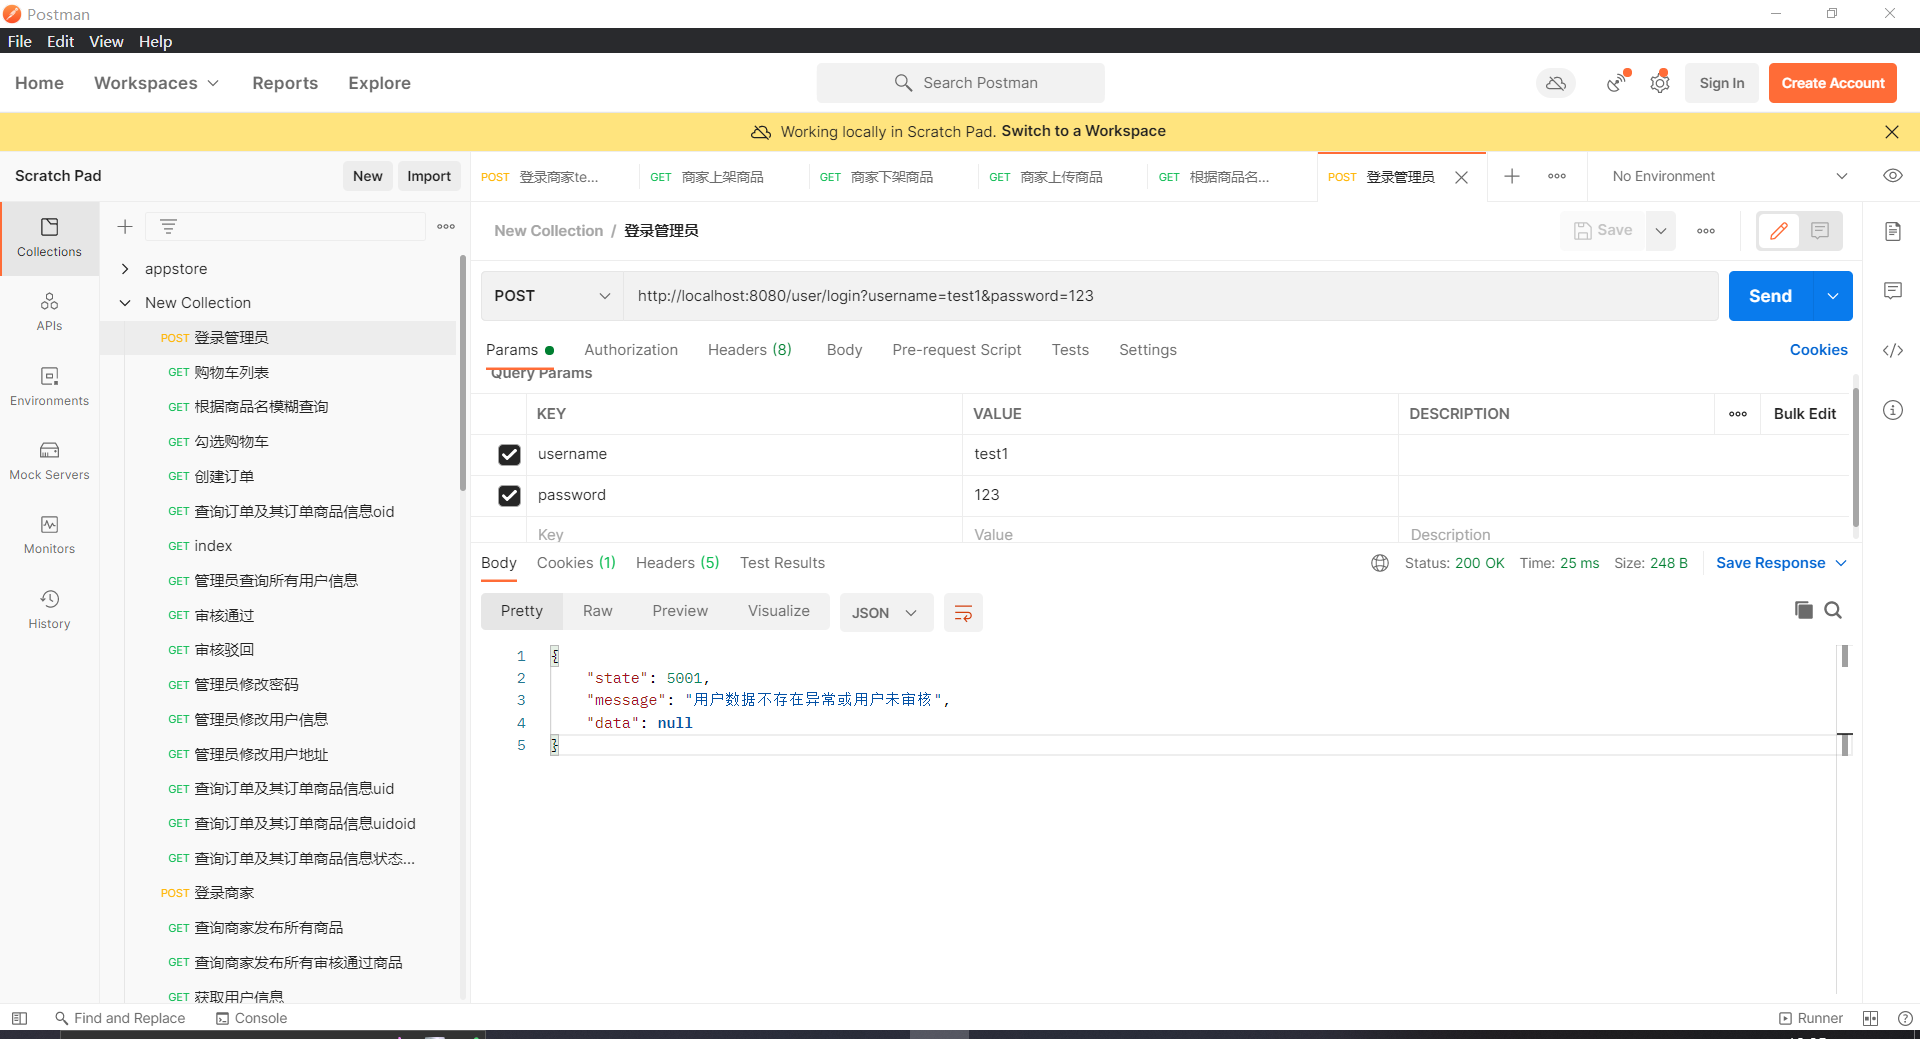 Postman
File Edit View Help
Home Workspaces Reports Explore Search Postman Sign In Create Account
Working locally in Scratch Pad. Switch to a Workspace
Scratch Pad New Import
POST 登录商家te... GET 商家上架商品 GET 商家下架商品 GET 商家上传商品 GET 根据商品名... POST 登录管理员 No Environment
Collections
APIs
Environments
Mock Servers
Monitors
History
appstore
New Collection
POST 登录管理员
GET 购物车列表
GET 根据商品名模糊查询
GET 勾选购物车
GET 创建订单
GET 查询订单及其订单商品信息oid
GET index
GET 管理员查询所有用户信息
GET 审核通过
GET 审核驳回
GET 管理员修改密码
GET 管理员修改用户信息
GET 管理员修改用户地址
GET 查询订单及其订单商品信息uid
GET 查询订单及其订单商品信息uidoid
GET 查询订单及其订单商品信息状态...
POST 登录商家
GET 查询商家发布所有商品
GET 查询商家发布所有审核通过商品
GET 获取用户信息
New Collection / 登录管理员 Save
POST http://localhost:8080/user/login?username=test1&password=123 Send
Params Authorization Headers (8) Body Pre-request Script Tests Settings Cookies
Query Params
KEY VALUE DESCRIPTION Bulk Edit
username test1
password 123
Key Value Description
Body Cookies (1) Headers (5) Test Results Status: 200 OK Time: 25 ms Size: 248 B Save Response
Pretty Raw Preview Visualize JSON
1 {
2 "state": 5001,
3 "message": "用户数据不存在异常或用户未审核",
4 "data": null
5 }
Find and Replace Console Runner